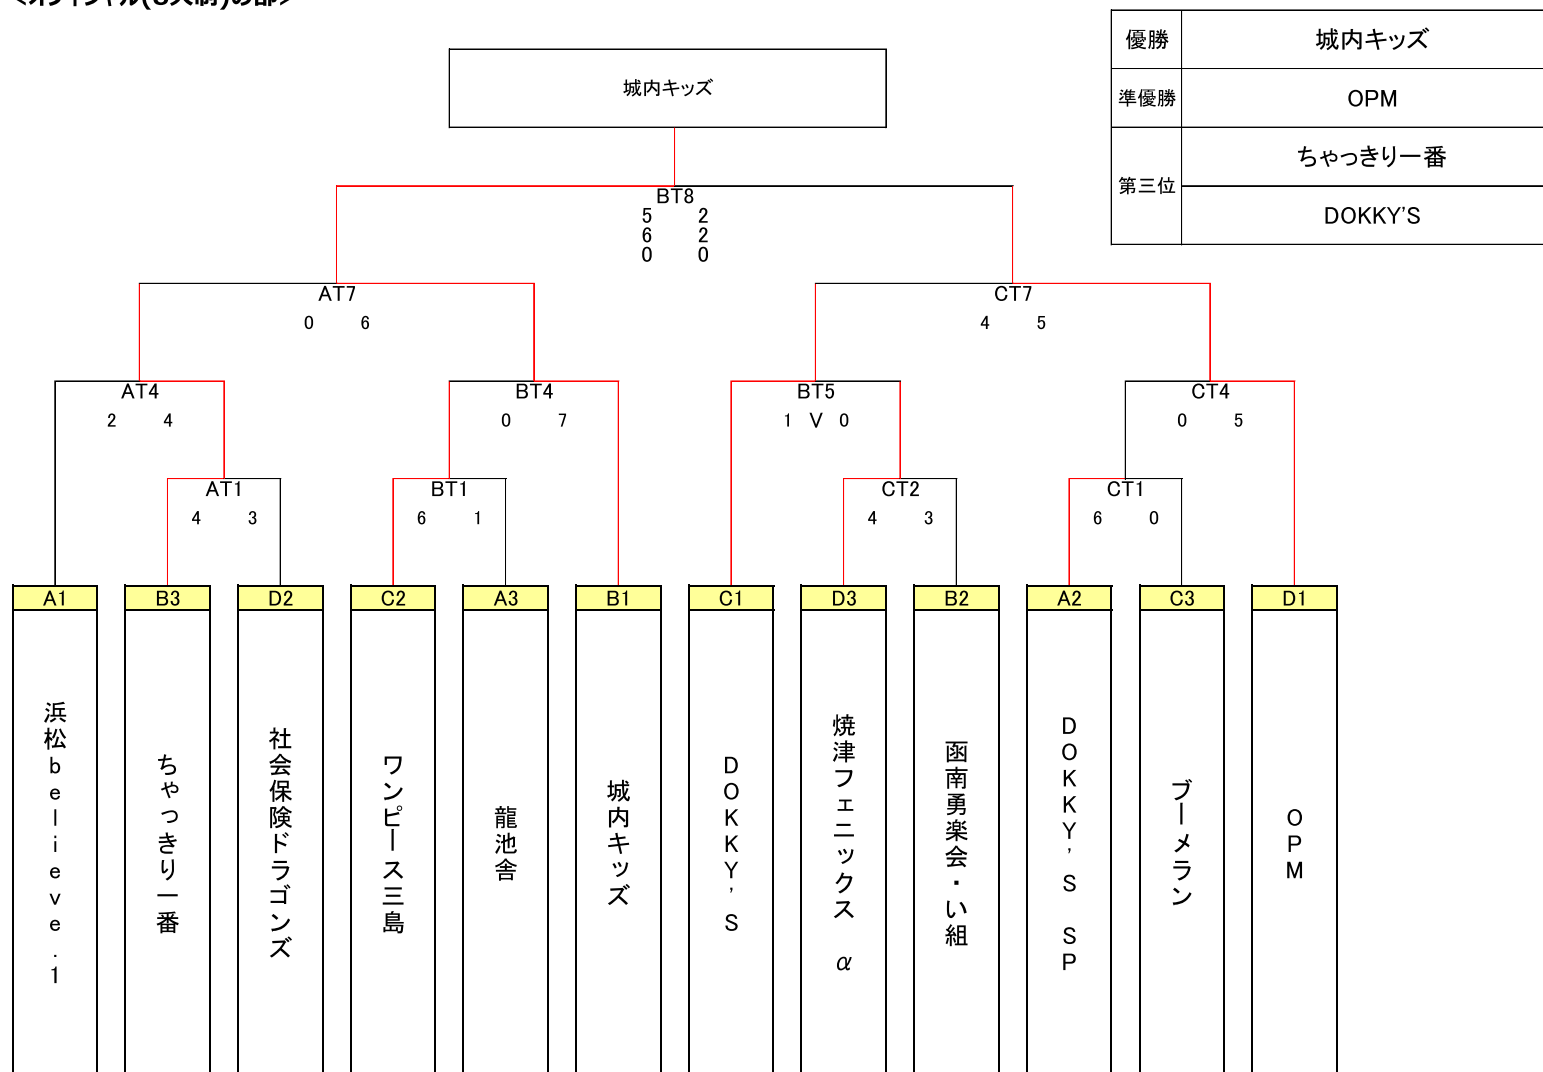 優勝 城内キッズ
城内キッズ
準優勝 OPM
ちゃっきり一番
第三位
DOKKY'S
BT8
5 2
6 2
0 0
AT7 CT7
0 6 4 5
AT4 BT4 BT5 CT4
2 4 0 7 1 V 0 0 5
AT1 BT1 CT2 CT1
4 3 6 1 4 3 6 0
A1 B3 D2 C2 A3 B1 C1 D3 B2 A2 C3 D1
浜松believe.1
ちゃっきり一番
社会保険ドラゴンズ
ワンピース三島
龍池舎
城内キッズ
DOKKY'S
焼津フェニックス α
函南勇楽会・い組
DOKKY'S SP
ブーメラン
OPM